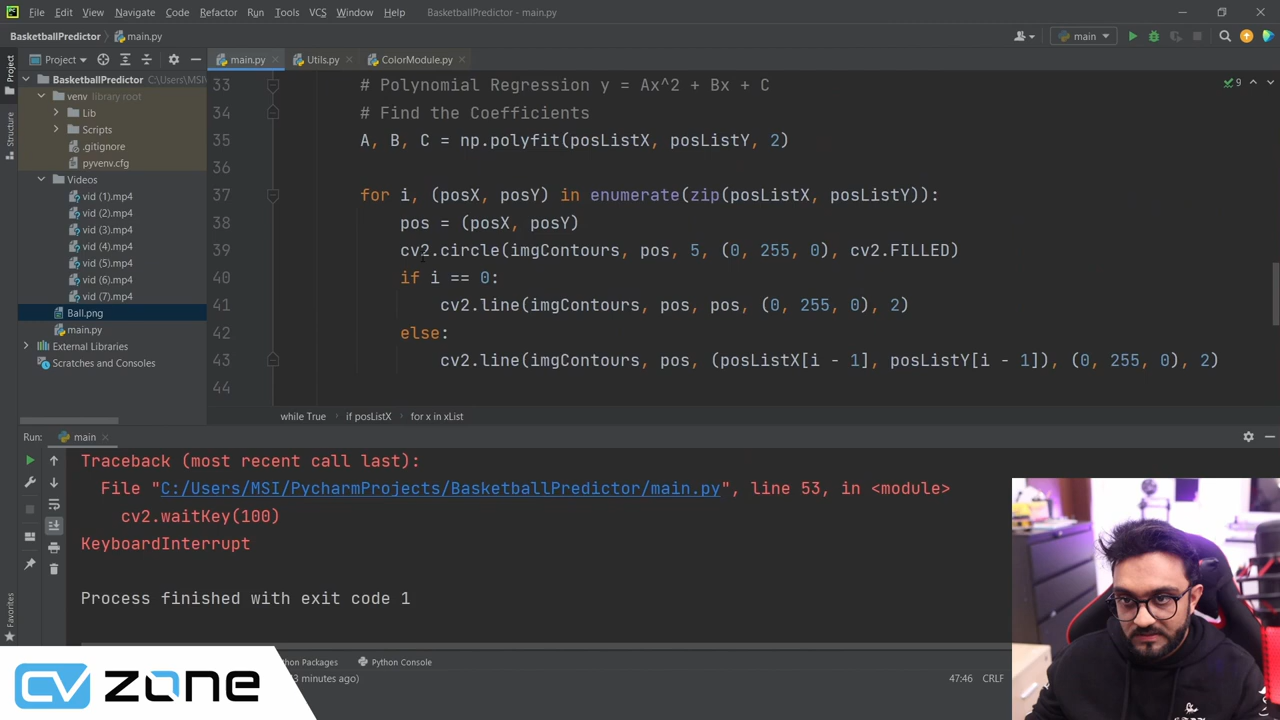 File Edit View Navigate Code Refactor Run Tools VCS Window Help BasketballPredictor - main.py
BasketballPredictor main.py main
Project main.py Utils.py ColorModule.py
BasketballPredictor C:\Users\MSI\
venv library root
Lib
Scripts
.gitignore
pyvenv.cfg
Videos
vid (1).mp4
vid (2).mp4
vid (3).mp4
vid (4).mp4
vid (5).mp4
vid (6).mp4
vid (7).mp4
Ball.png
main.py
External Libraries
Scratches and Consoles
Project
Structure
Favorites
9
33 # Polynomial Regression y = Ax^2 + Bx + C
34 # Find the Coefficients
35 A, B, C = np.polyfit(posListX, posListY, 2)
36
37 for i, (posX, posY) in enumerate(zip(posListX, posListY)):
38 pos = (posX, posY)
39 cv2.circle(imgContours, pos, 5, (0, 255, 0), cv2.FILLED)
40 if i == 0:
41 cv2.line(imgContours, pos, pos, (0, 255, 0), 2)
42 else:
43 cv2.line(imgContours, pos, (posListX[i - 1], posListY[i - 1]), (0, 255, 0), 2)
44
while True if posListX for x in xList
Run: main
Traceback (most recent call last):
File "C:/Users/MSI/PycharmProjects/BasketballPredictor/main.py", line 53, in <module>
cv2.waitKey(100)
KeyboardInterrupt
Process finished with exit code 1
Python Console
47:46 CRLF
CVZONE